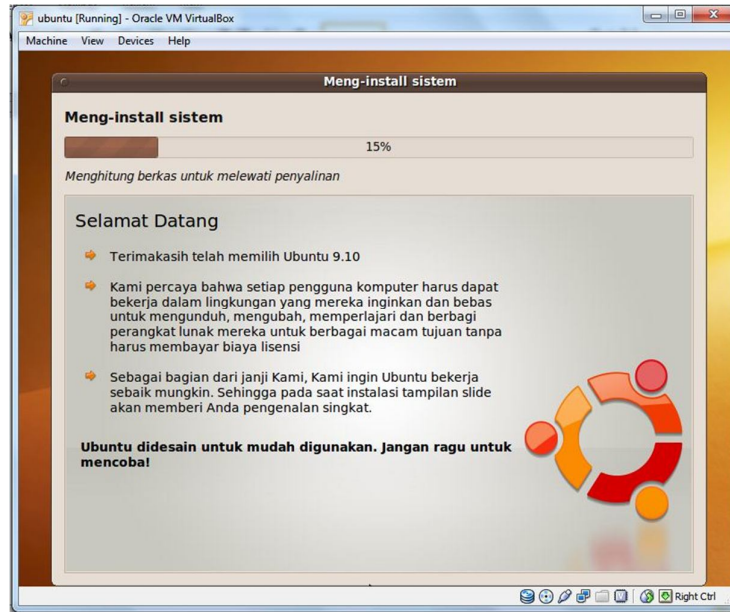 ubuntu [Running] - Oracle VM VirtualBox
Machine View Devices Help
Meng-install sistem
Meng-install sistem
15%
Menghitung berkas untuk melewati penyalinan
Selamat Datang
Terimakasih telah memilih Ubuntu 9.10
Kami percaya bahwa setiap pengguna komputer harus dapat
bekerja dalam lingkungan yang mereka inginkan dan bebas
untuk mengunduh, mengubah, memperlajari dan berbagi
perangkat lunak mereka untuk berbagai macam tujuan tanpa
harus membayar biaya lisensi
Sebagai bagian dari janji Kami, Kami ingin Ubuntu bekerja
sebaik mungkin. Sehingga pada saat instalasi tampilan slide
akan memberi Anda pengenalan singkat.
Ubuntu didesain untuk mudah digunakan. Jangan ragu untuk
mencoba!
Right Ctrl